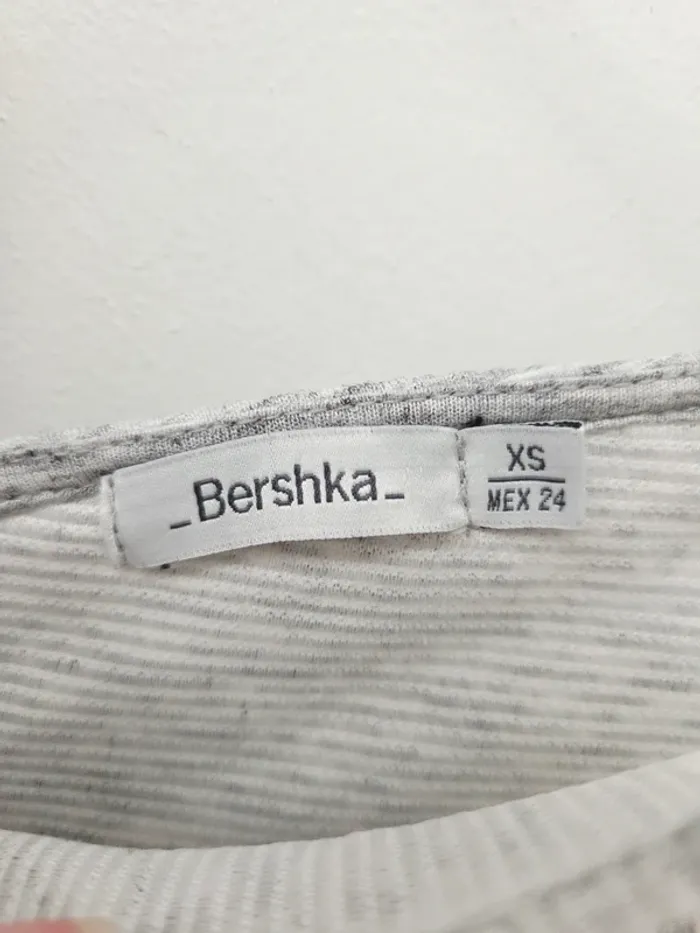 _Bershka_
XS
MEX 24